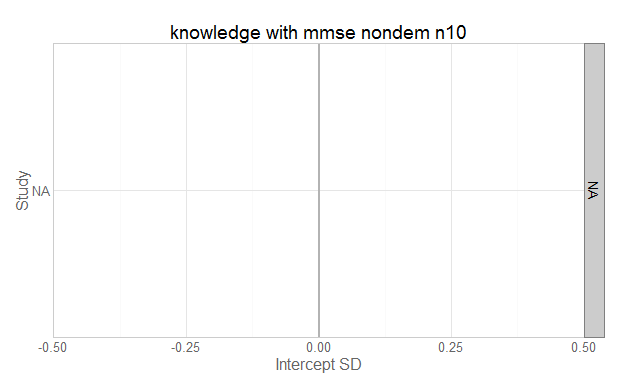 knowledge with mmse nondem n10
Study
NA
NA
-0.50 -0.25 0.00 0.25 0.50
Intercept SD